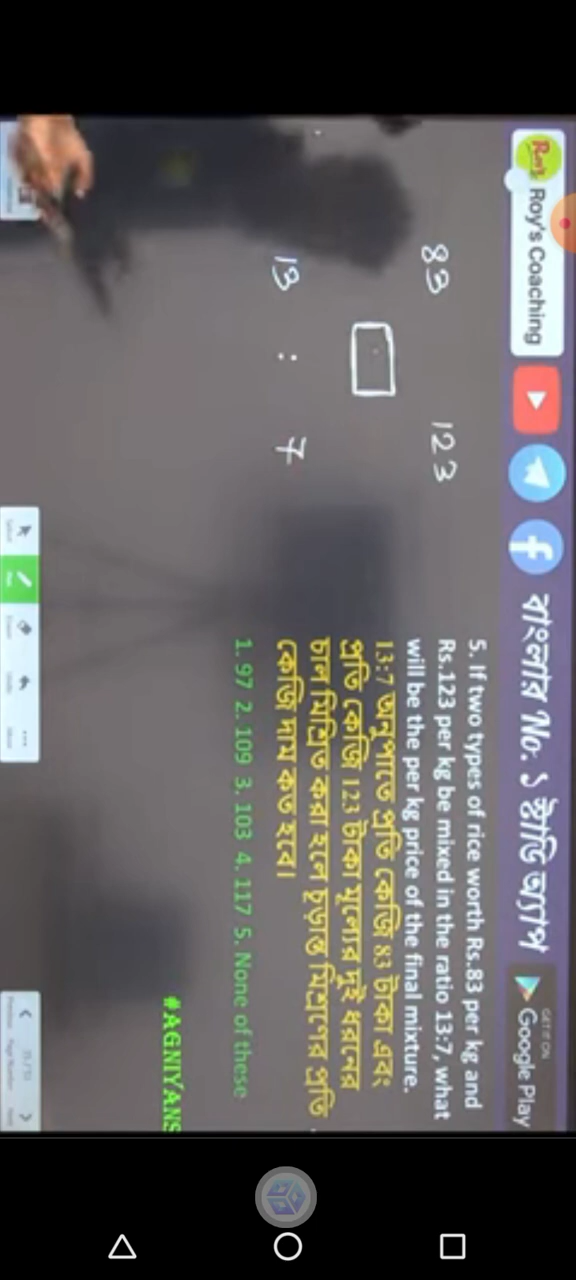 Roy's
Roy's Coaching
বাংলার No. ১ স্টাডি অ্যাপ
GET IT ON
Google Play
83 123
13 : 7
5. If two types of rice worth Rs.83 per kg and
Rs.123 per kg be mixed in the ratio 13:7, what
will be the per kg price of the final mixture.
13:7 অনুপাতে প্রতি কেজি 83 টাকা এবং
প্রতি কেজি 123 টাকা মূল্যের দুই ধরনের
চাল মিশ্রিত করা হলে চূড়ান্ত মিশ্রণের প্রতি
কেজি দাম কত হবে।
1. 97 2. 109 3. 103 4. 117 5. None of these
#AGNIYANS